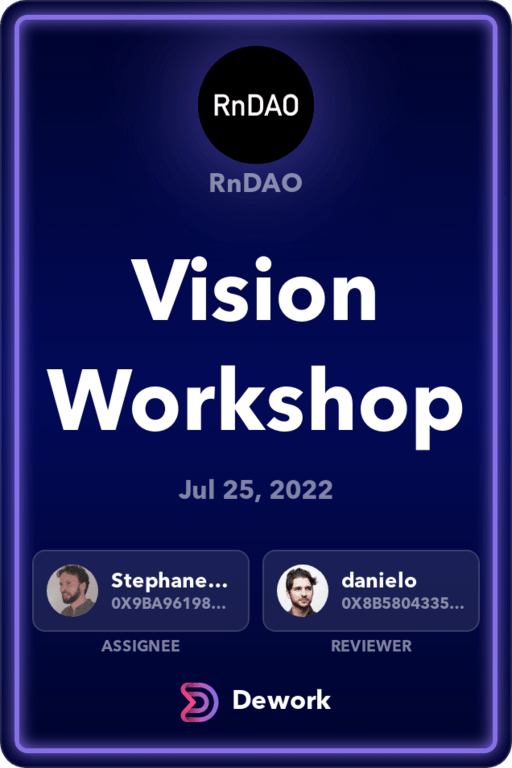 RnDAO
RnDAO
Vision
Workshop
Jul 25, 2022
Stephane...
0X9BA96198...
ASSIGNEE
danielo
0X8B5804335...
REVIEWER
Dework